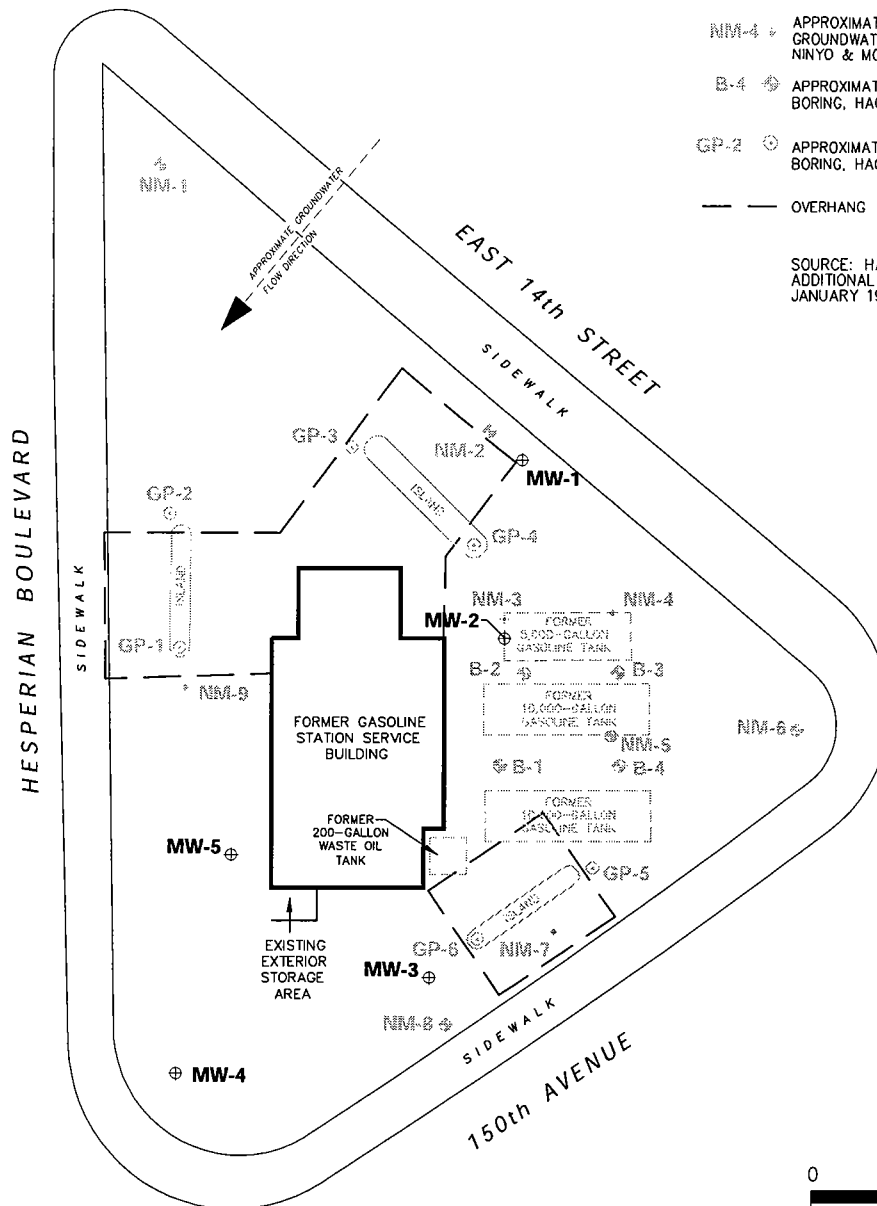 NM-4
GROUNDWAT
NINYO & MO
B-4
BORING, HA
GP-2
BORING, HA
OVERHANG
SOURCE: HA
ADDITIONAL
JANUARY 19
NM-1
APPROXIMATE GROUNDWATER
FLOW DIRECTION
EAST 14th STREET
SIDEWALK
HESPERIAN BOULEVARD
SIDEWALK
GP-3
NM-2
MW-1
ISLAND
GP-4
GP-2
ISLAND
GP-1
NM-9
NM-3
NM-4
MW-2
FORMER
GASOLINE TANK
B-2
B-3
FORMER
10,000-GALLON
GASOLINE TANK
NM-5
NM-6
B-1
B-4
FORMER
10,000-GALLON
GASOLINE TANK
FORMER GASOLINE
STATION SERVICE
BUILDING
FORMER
200-GALLON
WASTE OIL
TANK
MW-5
GP-5
ISLAND
GP-6
NM-7
EXISTING
EXTERIOR
STORAGE
AREA
MW-3
NM-8
SIDEWALK
MW-4
150th AVENUE
0